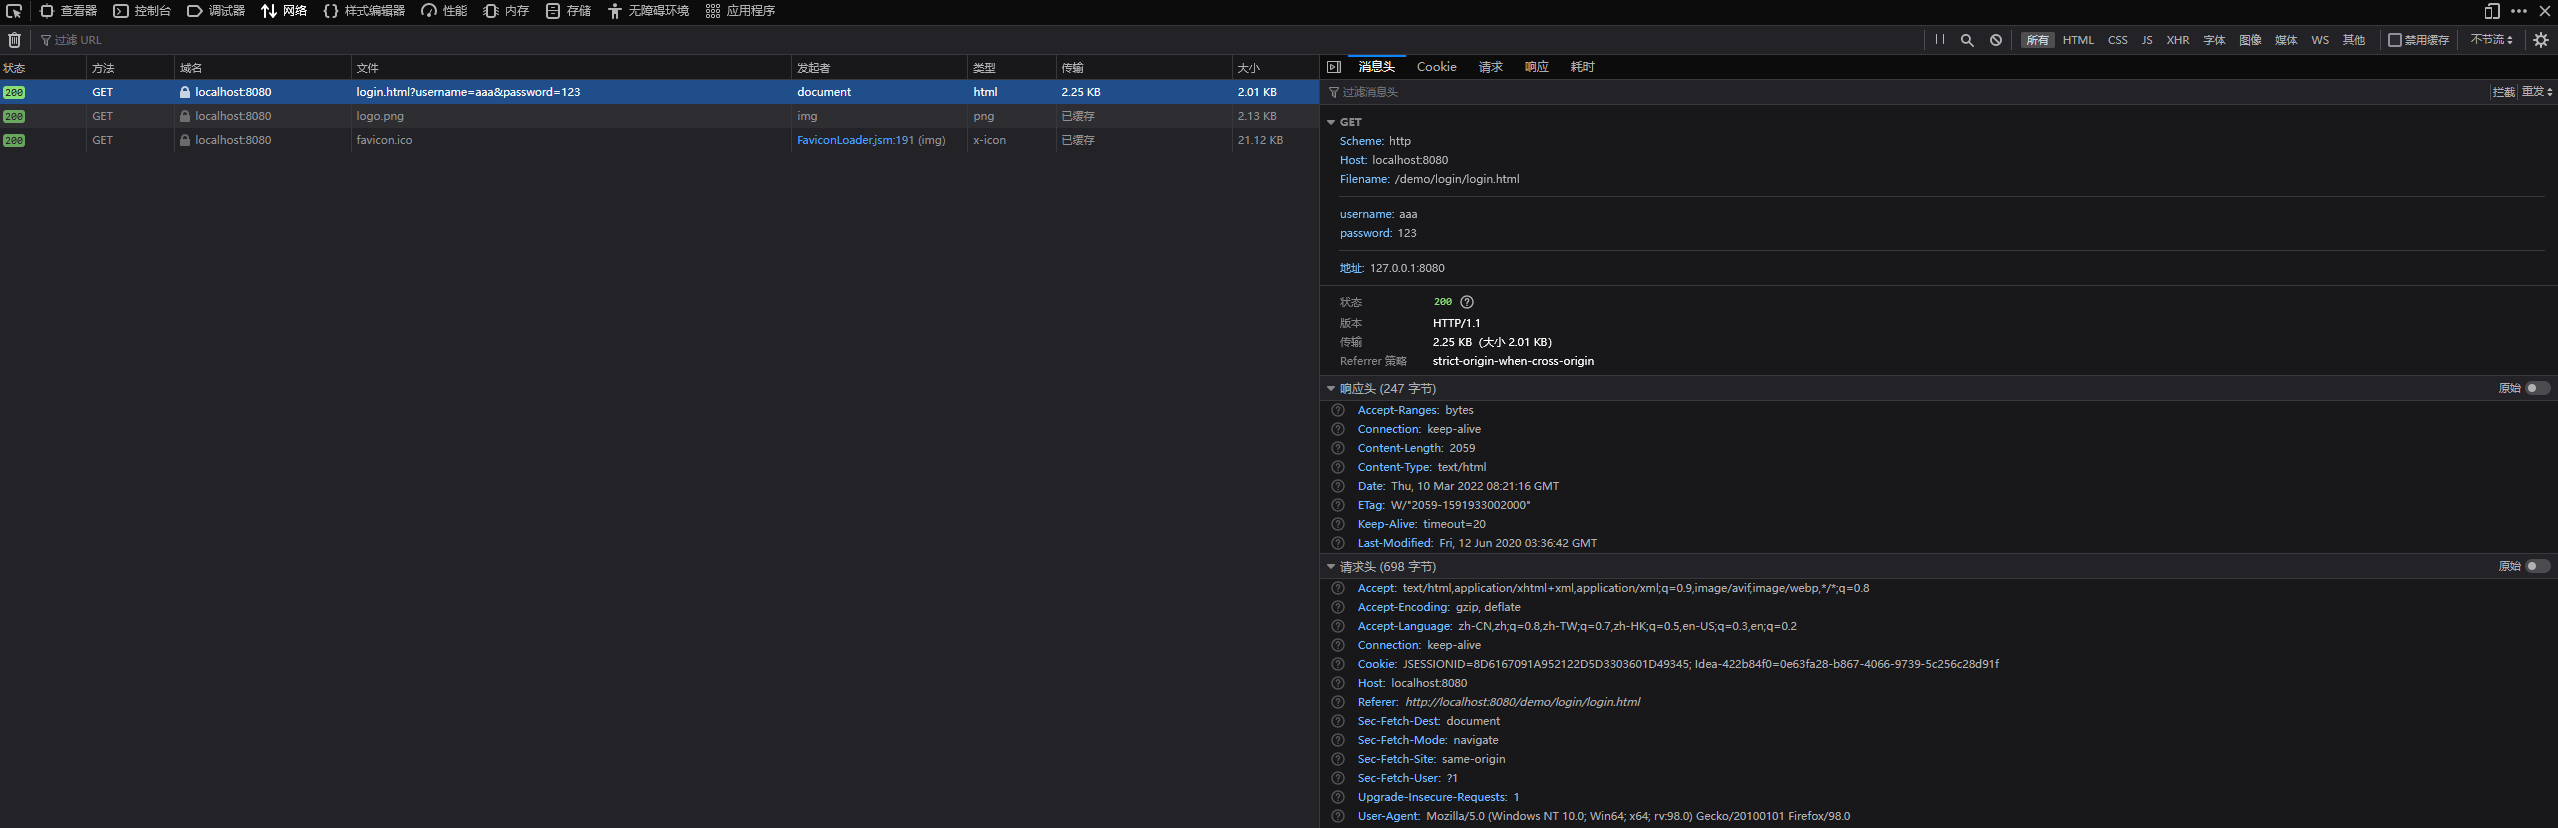 查看器 控制台 调试器 网络 样式编辑器 性能 内存 存储 无障碍环境 应用程序
过滤 URL
所有 HTML CSS JS XHR 字体 图像 媒体 WS 其他 禁用缓存 不节流
状态 方法 域名 文件 发起者 类型 传输 大小
200 GET localhost:8080 login.html?username=aaa&password=123 document html 2.25 KB 2.01 KB
200 GET localhost:8080 logo.png img png 已缓存 2.13 KB
200 GET localhost:8080 favicon.ico FaviconLoader.jsm:191 (img) x-icon 已缓存 21.12 KB
消息头 Cookie 请求 响应 耗时
过滤消息头 拦截 重发
GET
Scheme: http
Host: localhost:8080
Filename: /demo/login/login.html
username: aaa
password: 123
地址: 127.0.0.1:8080
状态 200
版本 HTTP/1.1
传输 2.25 KB（大小 2.01 KB）
Referrer 策略 strict-origin-when-cross-origin
响应头 (247 字节) 原始
Accept-Ranges: bytes
Connection: keep-alive
Content-Length: 2059
Content-Type: text/html
Date: Thu, 10 Mar 2022 08:21:16 GMT
ETag: W/"2059-1591933002000"
Keep-Alive: timeout=20
Last-Modified: Fri, 12 Jun 2020 03:36:42 GMT
请求头 (698 字节) 原始
Accept: text/html,application/xhtml+xml,application/xml;q=0.9,image/avif,image/webp,*/*;q=0.8
Accept-Encoding: gzip, deflate
Accept-Language: zh-CN,zh;q=0.8,zh-TW;q=0.7,zh-HK;q=0.5,en-US;q=0.3,en;q=0.2
Connection: keep-alive
Cookie: JSESSIONID=8D6167091A952122D5D3303601D49345; Idea-422b84f0=0e63fa28-b867-4066-9739-5c256c28d91f
Host: localhost:8080
Referer: http://localhost:8080/demo/login/login.html
Sec-Fetch-Dest: document
Sec-Fetch-Mode: navigate
Sec-Fetch-Site: same-origin
Sec-Fetch-User: ?1
Upgrade-Insecure-Requests: 1
User-Agent: Mozilla/5.0 (Windows NT 10.0; Win64; x64; rv:98.0) Gecko/20100101 Firefox/98.0